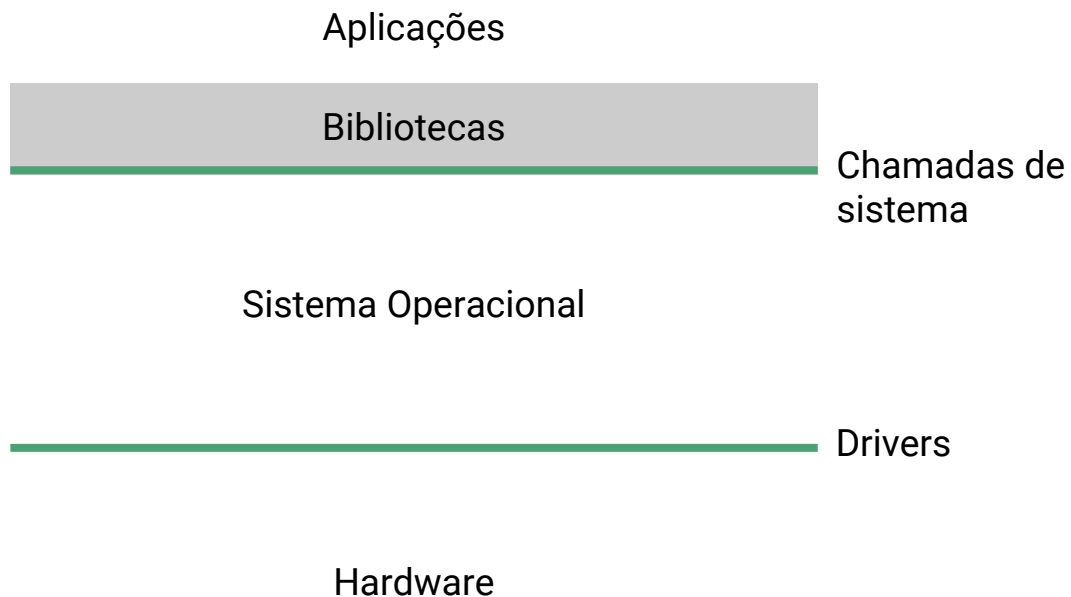 Aplicações
Bibliotecas
Chamadas de
sistema
Sistema Operacional
Drivers
Hardware